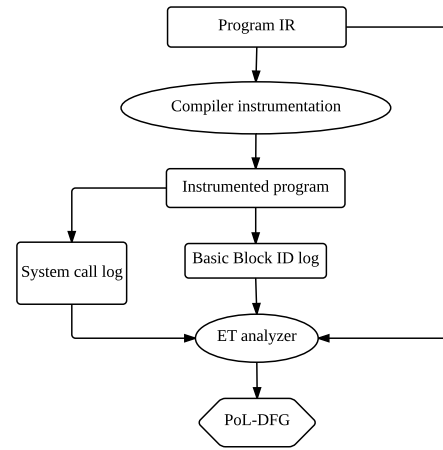 Program IR
Compiler instrumentation
Instrumented program
System call log
Basic Block ID log
ET analyzer
PoL-DFG